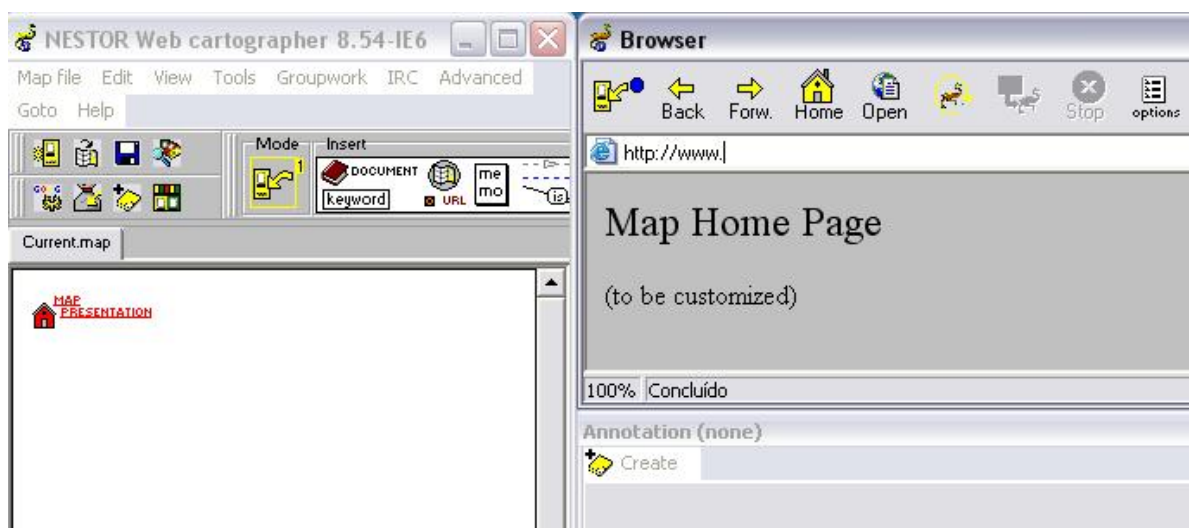 NESTOR Web cartographer 8.54-IE6
Map file Edit View Tools Groupwork IRC Advanced
Goto Help
Mode Insert
1
DOCUMENT
keyword
URL
me
mo
is
Current.map
MAP
PRESENTATION
Browser
Back Forw. Home Open Stop options
http://www.
Map Home Page
(to be customized)
100% Concluído
Annotation (none)
Create